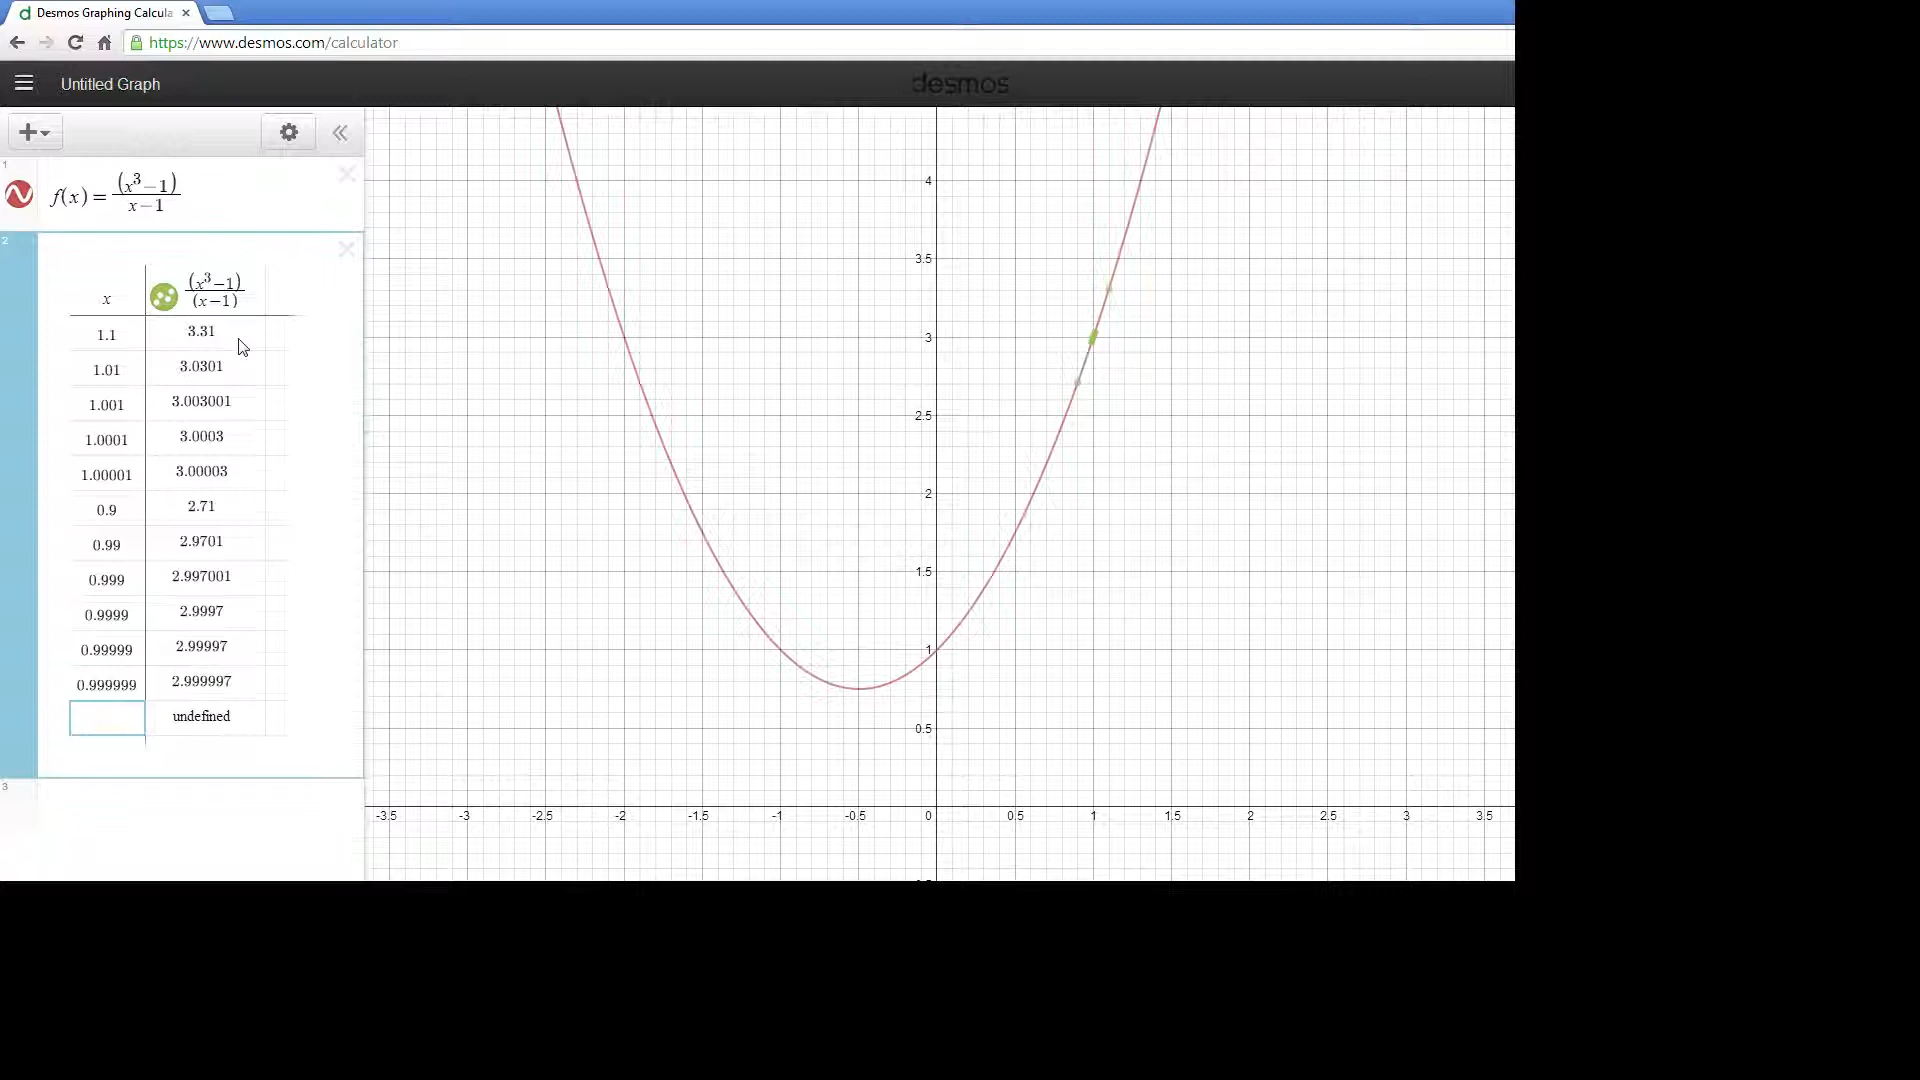 Desmos Graphing Calcula
https://www.desmos.com/calculator
Untitled Graph
desmos
1
f(x) = (x³−1) / x−1
2
x (x³−1) / (x−1)
1.1 3.31
1.01 3.0301
1.001 3.003001
1.0001 3.0003
1.00001 3.00003
0.9 2.71
0.99 2.9701
0.999 2.997001
0.9999 2.9997
0.99999 2.99997
0.999999 2.999997
undefined
3
4
3.5
3
2.5
2
1.5
1
0.5
-3.5 -3 -2.5 -2 -1.5 -1 -0.5 0 0.5 1 1.5 2 2.5 3 3.5